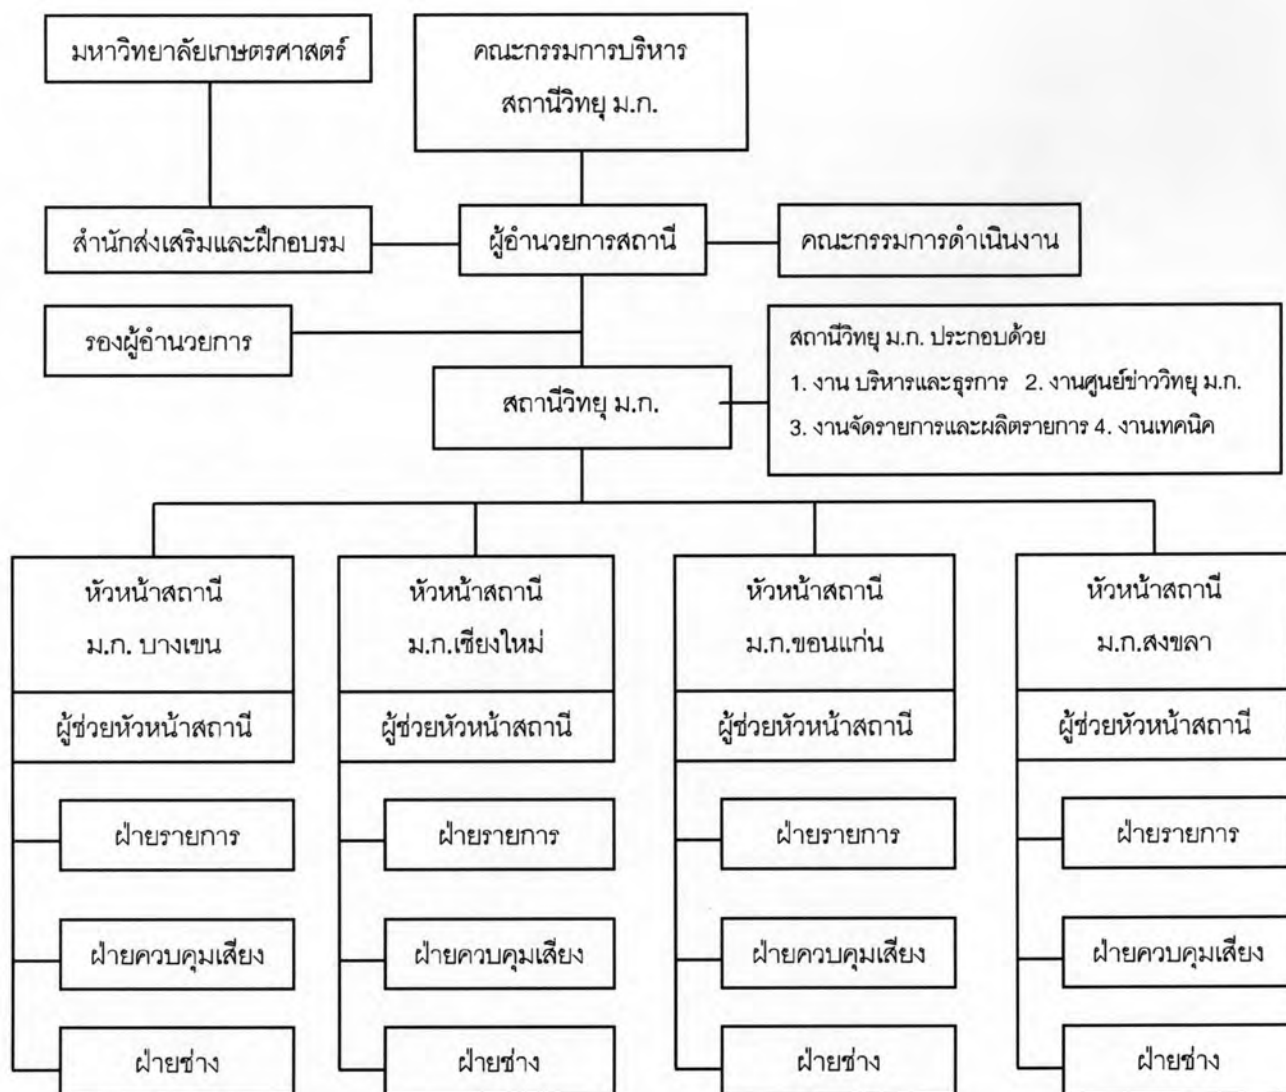 มหาวิทยาลัยเกษตรศาสตร์
คณะกรรมการบริหาร
สถานีวิทยุ ม.ก.
สำนักส่งเสริมและฝึกอบรม
ผู้อำนวยการสถานี
คณะกรรมการดำเนินงาน
รองผู้อำนวยการ
สถานีวิทยุ ม.ก.
สถานีวิทยุ ม.ก. ประกอบด้วย
1. งาน บริหารและธุรการ 2. งานศูนย์ข่าววิทยุ ม.ก.
3. งานจัดรายการและผลิตรายการ 4. งานเทคนิค
หัวหน้าสถานี
ม.ก. บางเขน
ผู้ช่วยหัวหน้าสถานี
ฝ่ายรายการ
ฝ่ายควบคุมเสียง
ฝ่ายช่าง
หัวหน้าสถานี
ม.ก.เชียงใหม่
ผู้ช่วยหัวหน้าสถานี
ฝ่ายรายการ
ฝ่ายควบคุมเสียง
ฝ่ายช่าง
หัวหน้าสถานี
ม.ก.ขอนแก่น
ผู้ช่วยหัวหน้าสถานี
ฝ่ายรายการ
ฝ่ายควบคุมเสียง
ฝ่ายช่าง
หัวหน้าสถานี
ม.ก.สงขลา
ผู้ช่วยหัวหน้าสถานี
ฝ่ายรายการ
ฝ่ายควบคุมเสียง
ฝ่ายช่าง